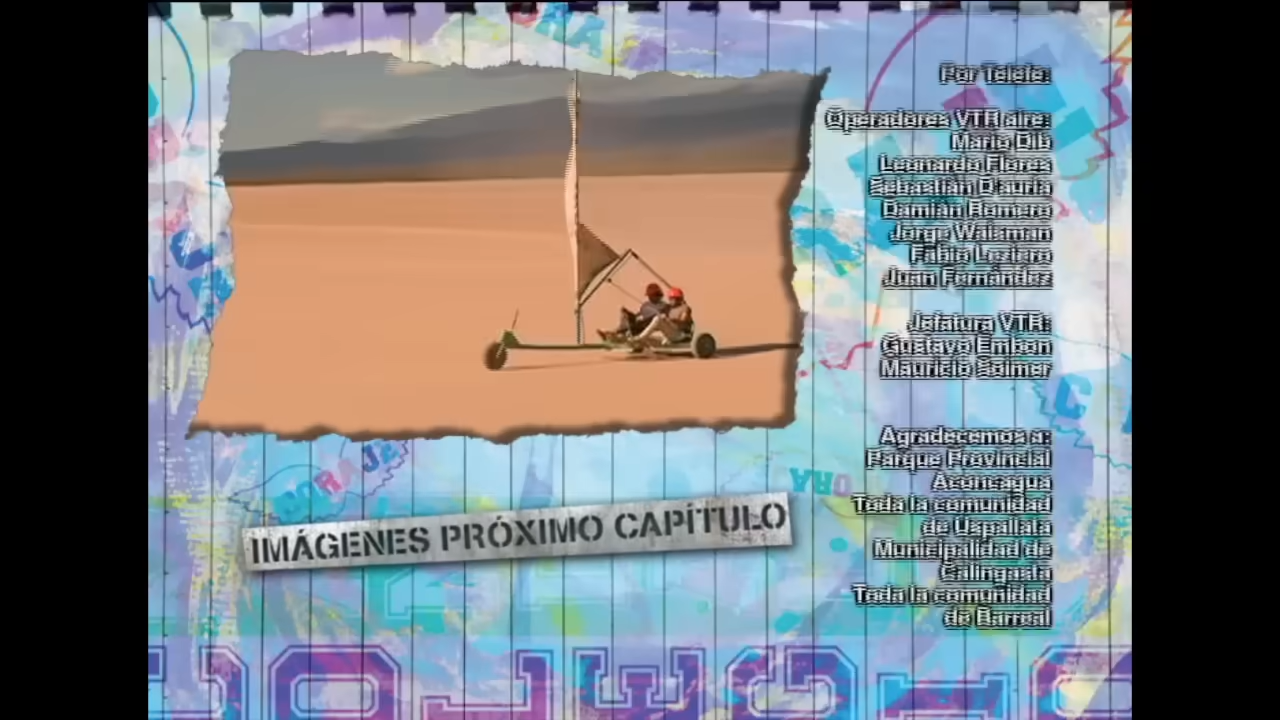 IMÁGENES PRÓXIMO CAPÍTULO
Por Telefe:
Operadores VTR aire:
Mario Dib
Leonardo Flores
Sebastián D'auria
Damián Romero
Jorge Waisman
Fabio Loziero
Juan Fernández
Jefatura VTR:
Gustavo Embon
Mauricio
Agradecemos a:
Parque Provincial
Aconcagua
Toda la comunidad
de Uspallata
Municipalidad de
Calingasta
Toda la comunidad
de Barreal
ORA